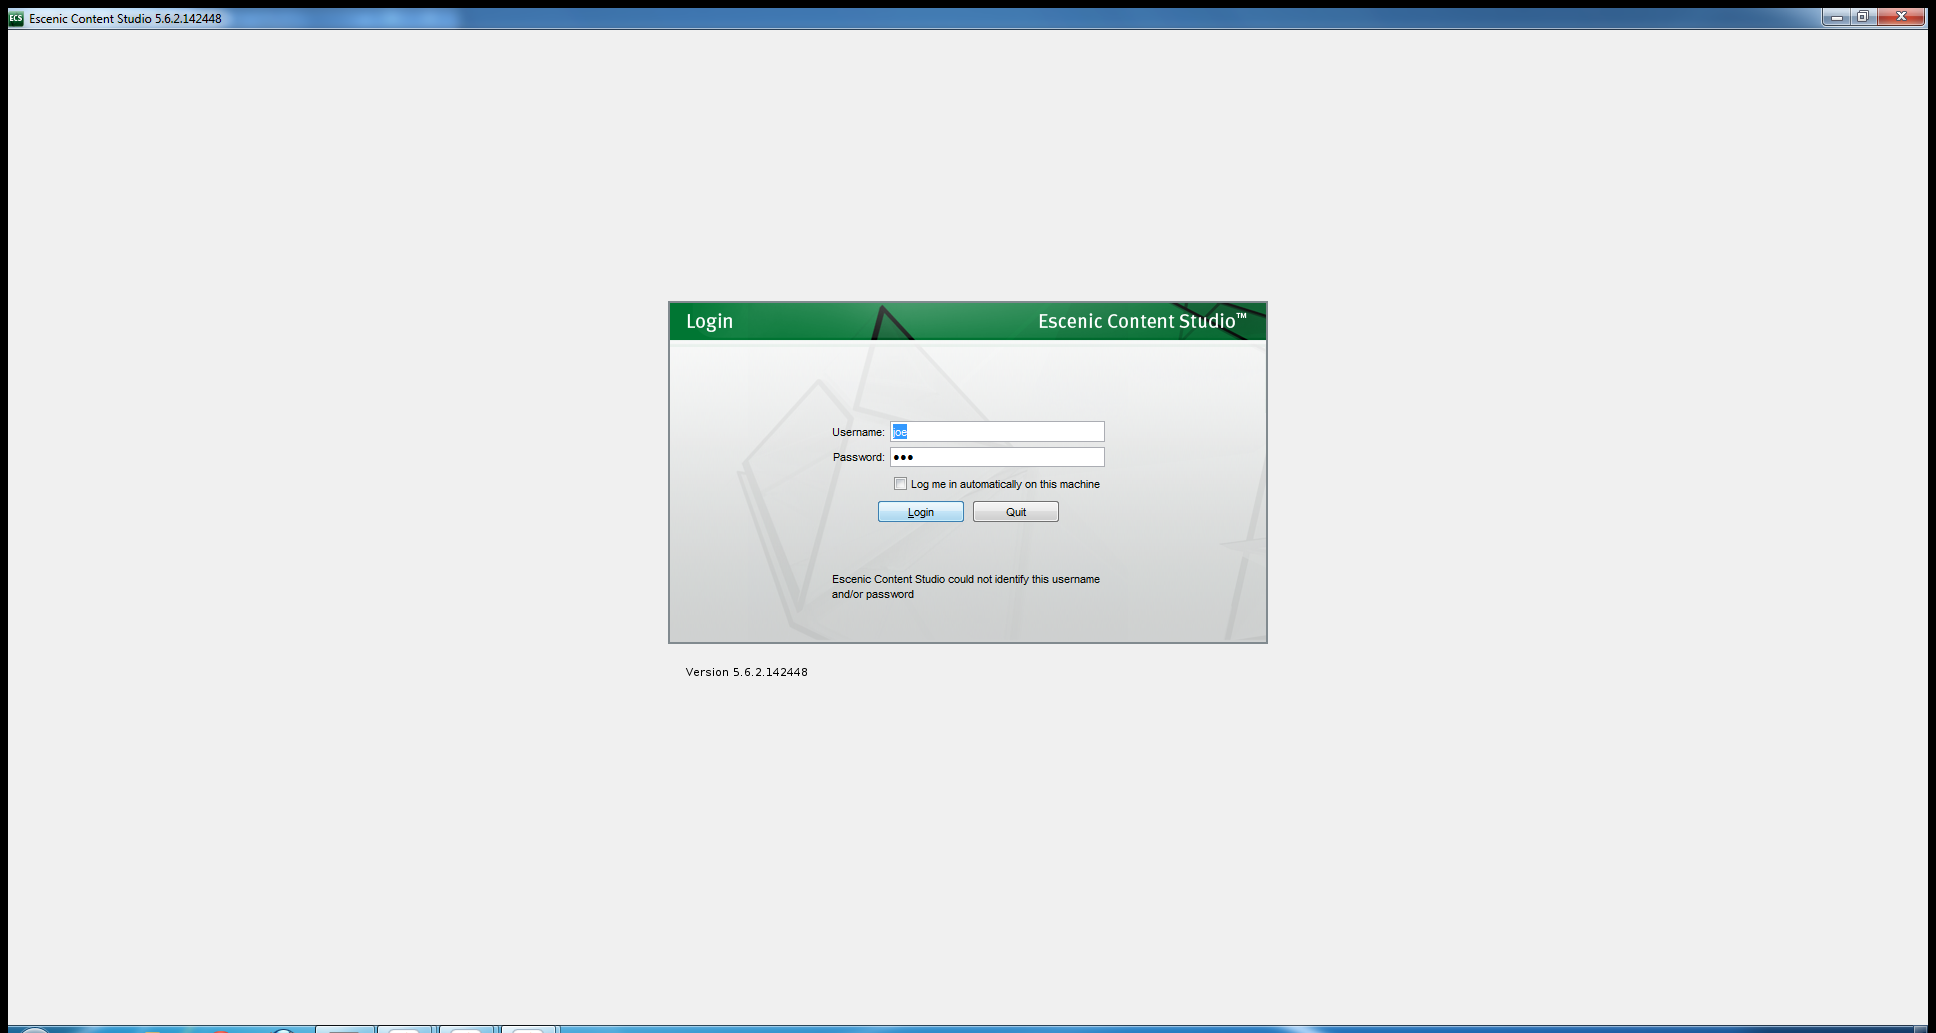 ECS Escenic Content Studio 5.6.2.142448
Login Escenic Content Studio™
Username: joe
Password: •••
Log me in automatically on this machine
Login Quit
Escenic Content Studio could not identify this username
and/or password
Version 5.6.2.142448